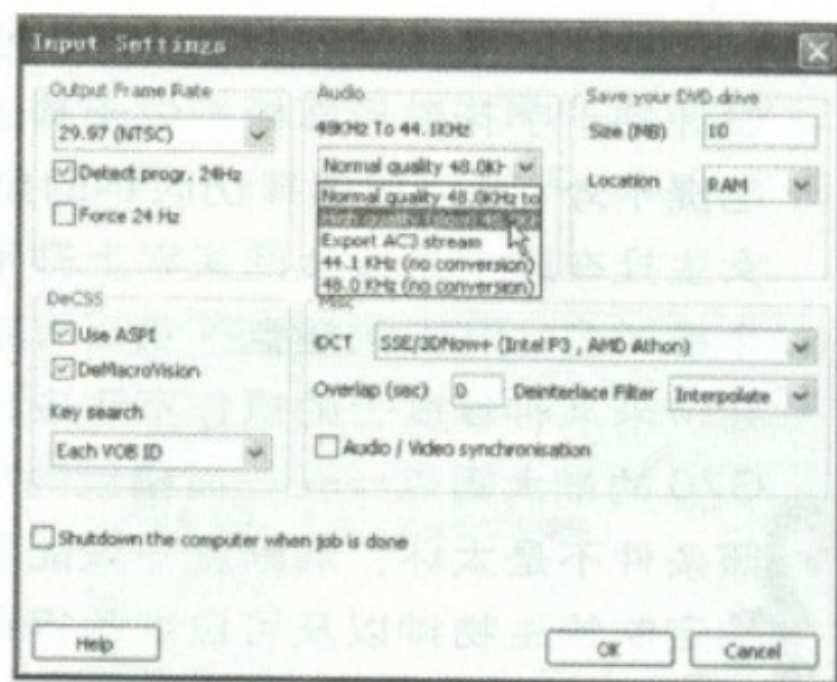 Input Settings
Output Frame Rate
29.97 (NTSC)
Detect progr. 24Hz
Force 24 Hz
Audio
48KHz To 44.1KHz
Normal quality 48.0KH
Normal quality 48.0KHz to
High quality
Export AC3 stream
44.1 KHz (no conversion)
48.0 KHz (no conversion)
Save your DVD drive
Size (MB) 10
Location RAM
DeCSS
Use ASPI
DeMacroVision
Key search
Each VOB ID
Misc
iDCT SSE/3DNow+ (Intel P3 , AMD Athon)
Overlap (sec) 0 Deinterlace Filter Interpolate
Audio / Video synchronisation
Shutdown the computer when job is done
Help OK Cancel